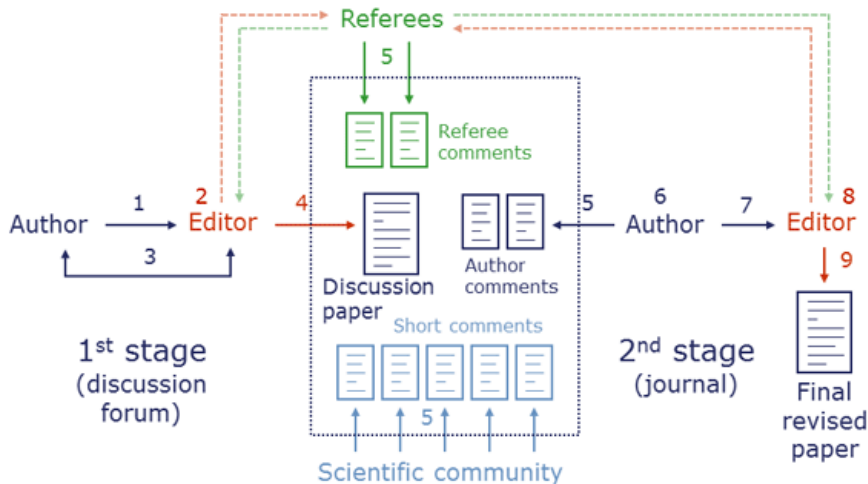 Referees
5
Referee
comments
1
2
4
5
6
7
8
Author
Editor
Author
Editor
3
9
Discussion
paper
Author
comments
Short comments
1st stage
(discussion
forum)
2nd stage
(journal)
Final
revised
paper
5
Scientific community